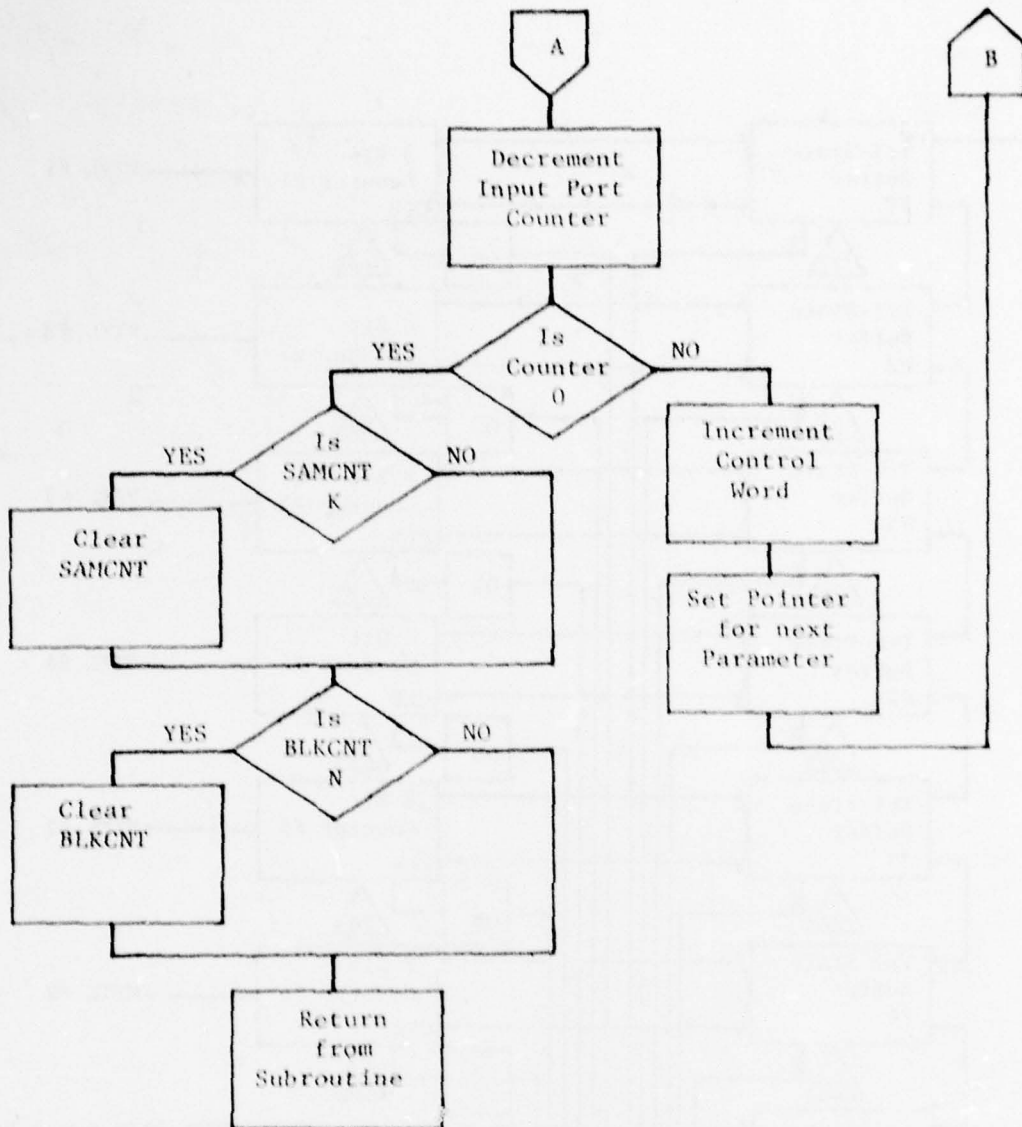 A
B
Decrement
Input Port
Counter
Is
Counter
0
YES
NO
Is
SAMCNT
K
YES
NO
Increment
Control
Word
Clear
SAMCNT
Set Pointer
for next
Parameter
Is
BLKCNT
N
YES
NO
Clear
BLKCNT
Return
from
Subroutine